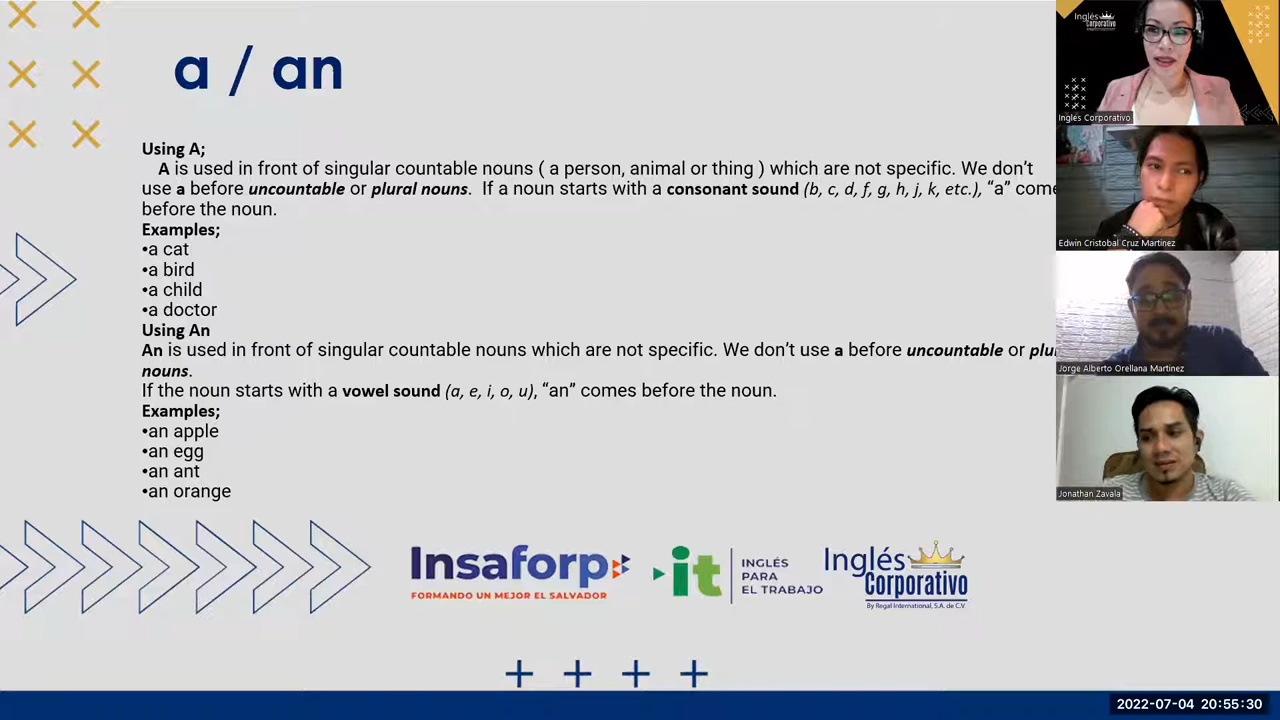 a / an
Using A;
A is used in front of singular countable nouns ( a person, animal or thing ) which are not specific. We don't
use a before uncountable or plural nouns. If a noun starts with a consonant sound (b, c, d, f, g, h, j, k, etc.), "a" come
before the noun.
Examples;
•a cat
•a bird
•a child
•a doctor
Using An
An is used in front of singular countable nouns which are not specific. We don't use a before uncountable or plu
nouns.
If the noun starts with a vowel sound (a, e, i, o, u), "an" comes before the noun.
Examples;
•an apple
•an egg
•an ant
•an orange
Insaforp
FORMANDO UN MEJOR EL SALVADOR
it
INGLÉS
PARA
EL TRABAJO
Inglés
Corporativo
By Regal International, S.A. de C.V.
Inglés
Corporativo
Inglés Corporativo
Edwin Cristobal Cruz Martinez
Jorge Alberto Orellana Martinez
Jonathan Zavala
2022-07-04 20:55:30